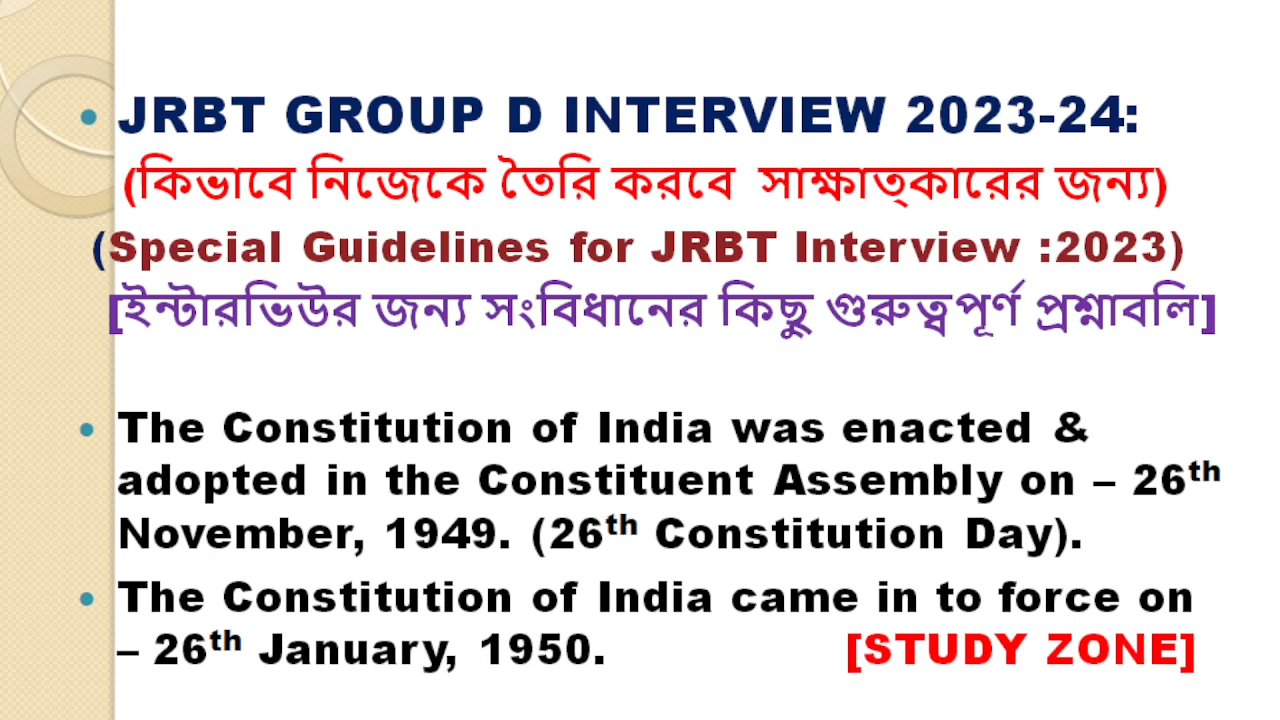 JRBT GROUP D INTERVIEW 2023-24:
(কিভাবে নিজেকে তৈরি করবে সাক্ষাত্কারের জন্য)
(Special Guidelines for JRBT Interview :2023)
[ইন্টারভিউর জন্য সংবিধানের কিছু গুরুত্বপূর্ণ প্রশ্নাবলি]
The Constitution of India was enacted &
adopted in the Constituent Assembly on – 26th
November, 1949. (26th Constitution Day).
The Constitution of India came in to force on
– 26th January, 1950. [STUDY ZONE]